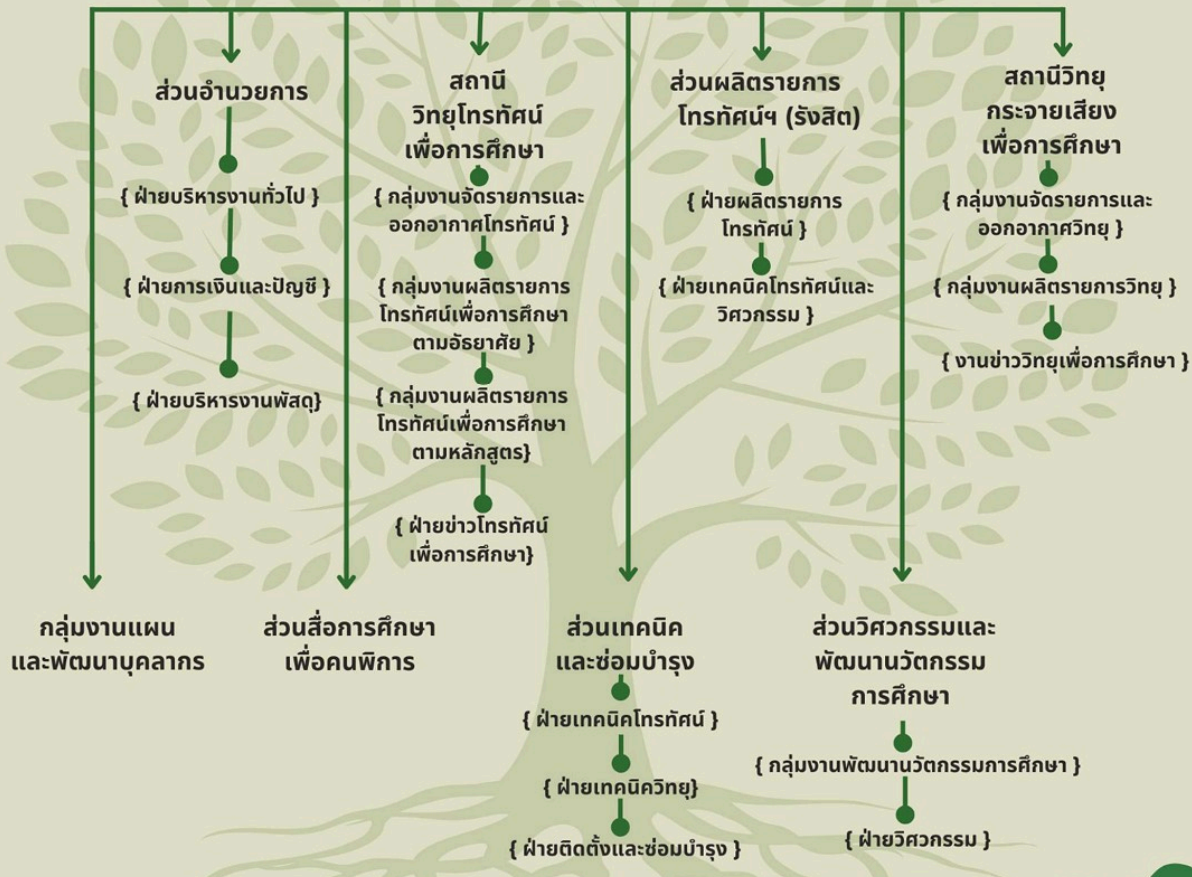 ส่วนอำนวยการ
{ ฝ่ายบริหารงานทั่วไป }
{ ฝ่ายการเงินและบัญชี }
{ ฝ่ายบริหารงานพัสดุ}
สถานี
วิทยุโทรทัศน์
เพื่อการศึกษา
{ กลุ่มงานจัดรายการและ
ออกอากาศโทรทัศน์ }
{ กลุ่มงานผลิตรายการ
โทรทัศน์เพื่อการศึกษา
ตามอัธยาศัย }
{ กลุ่มงานผลิตรายการ
โทรทัศน์เพื่อการศึกษา
ตามหลักสูตร}
{ ฝ่ายข่าวโทรทัศน์
เพื่อการศึกษา}
ส่วนผลิตรายการ
โทรทัศน์ฯ (รังสิต)
{ ฝ่ายผลิตรายการ
โทรทัศน์ }
{ ฝ่ายเทคนิคโทรทัศน์และ
วิศวกรรม }
สถานีวิทยุ
กระจายเสียง
เพื่อการศึกษา
{ กลุ่มงานจัดรายการและ
ออกอากาศวิทยุ }
{ กลุ่มงานผลิตรายการวิทยุ }
{ งานข่าววิทยุเพื่อการศึกษา }
กลุ่มงานแผน
และพัฒนาบุคลากร
ส่วนสื่อการศึกษา
เพื่อคนพิการ
ส่วนเทคนิค
และซ่อมบำรุง
{ ฝ่ายเทคนิคโทรทัศน์ }
{ ฝ่ายเทคนิควิทยุ}
{ ฝ่ายติดตั้งและซ่อมบำรุง }
ส่วนวิศวกรรมและ
พัฒนานวัตกรรม
การศึกษา
{ กลุ่มงานพัฒนานวัตกรรมการศึกษา }
{ ฝ่ายวิศวกรรม }